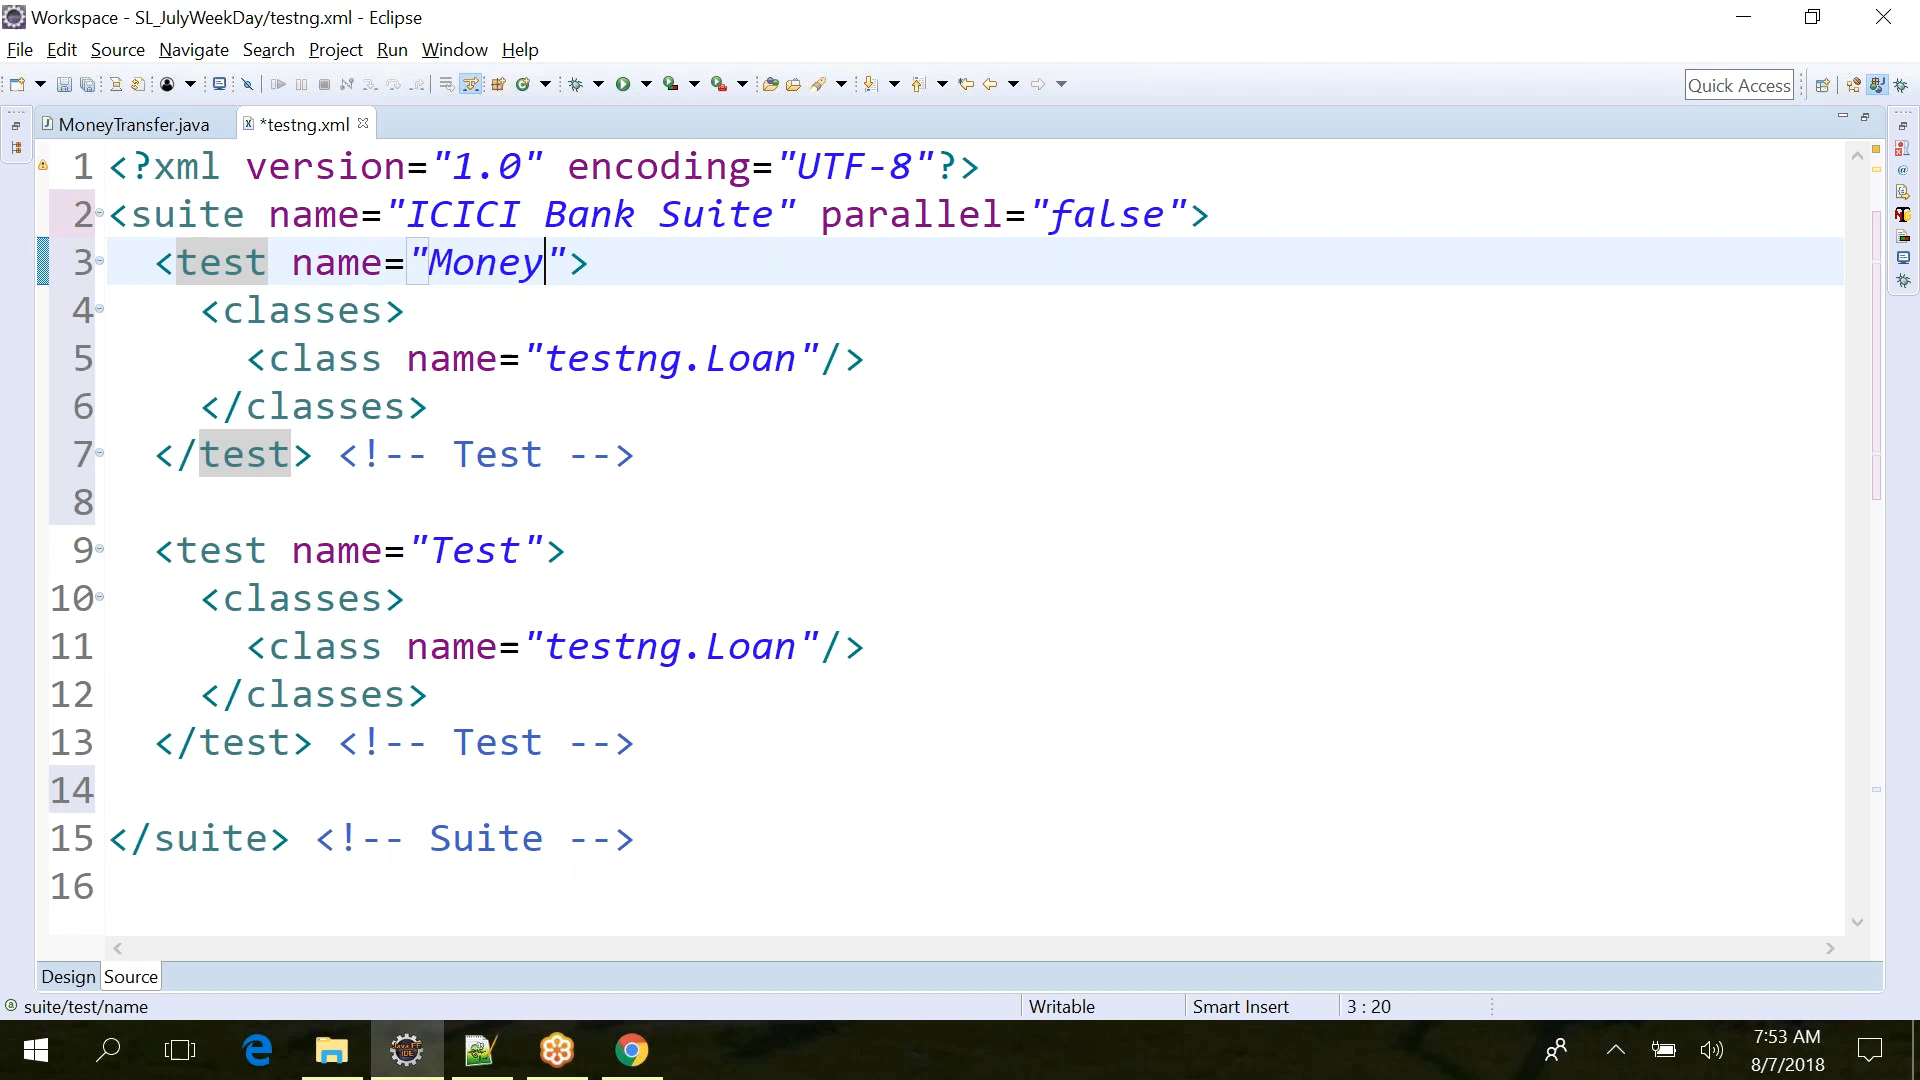 Workspace - SL_JulyWeekDay/testng.xml - Eclipse
File Edit Source Navigate Search Project Run Window Help
Quick Access
MoneyTransfer.java
*testng.xml
1 <?xml version="1.0" encoding="UTF-8"?>
2 <suite name="ICICI Bank Suite" parallel="false">
3 <test name="Money">
4 <classes>
5 <class name="testng.Loan"/>
6 </classes>
7 </test> <!-- Test -->
8
9 <test name="Test">
10 <classes>
11 <class name="testng.Loan"/>
12 </classes>
13 </test> <!-- Test -->
14
15 </suite> <!-- Suite -->
16
Design Source
suite/test/name
Writable
Smart Insert
3 : 20
7:53 AM
8/7/2018